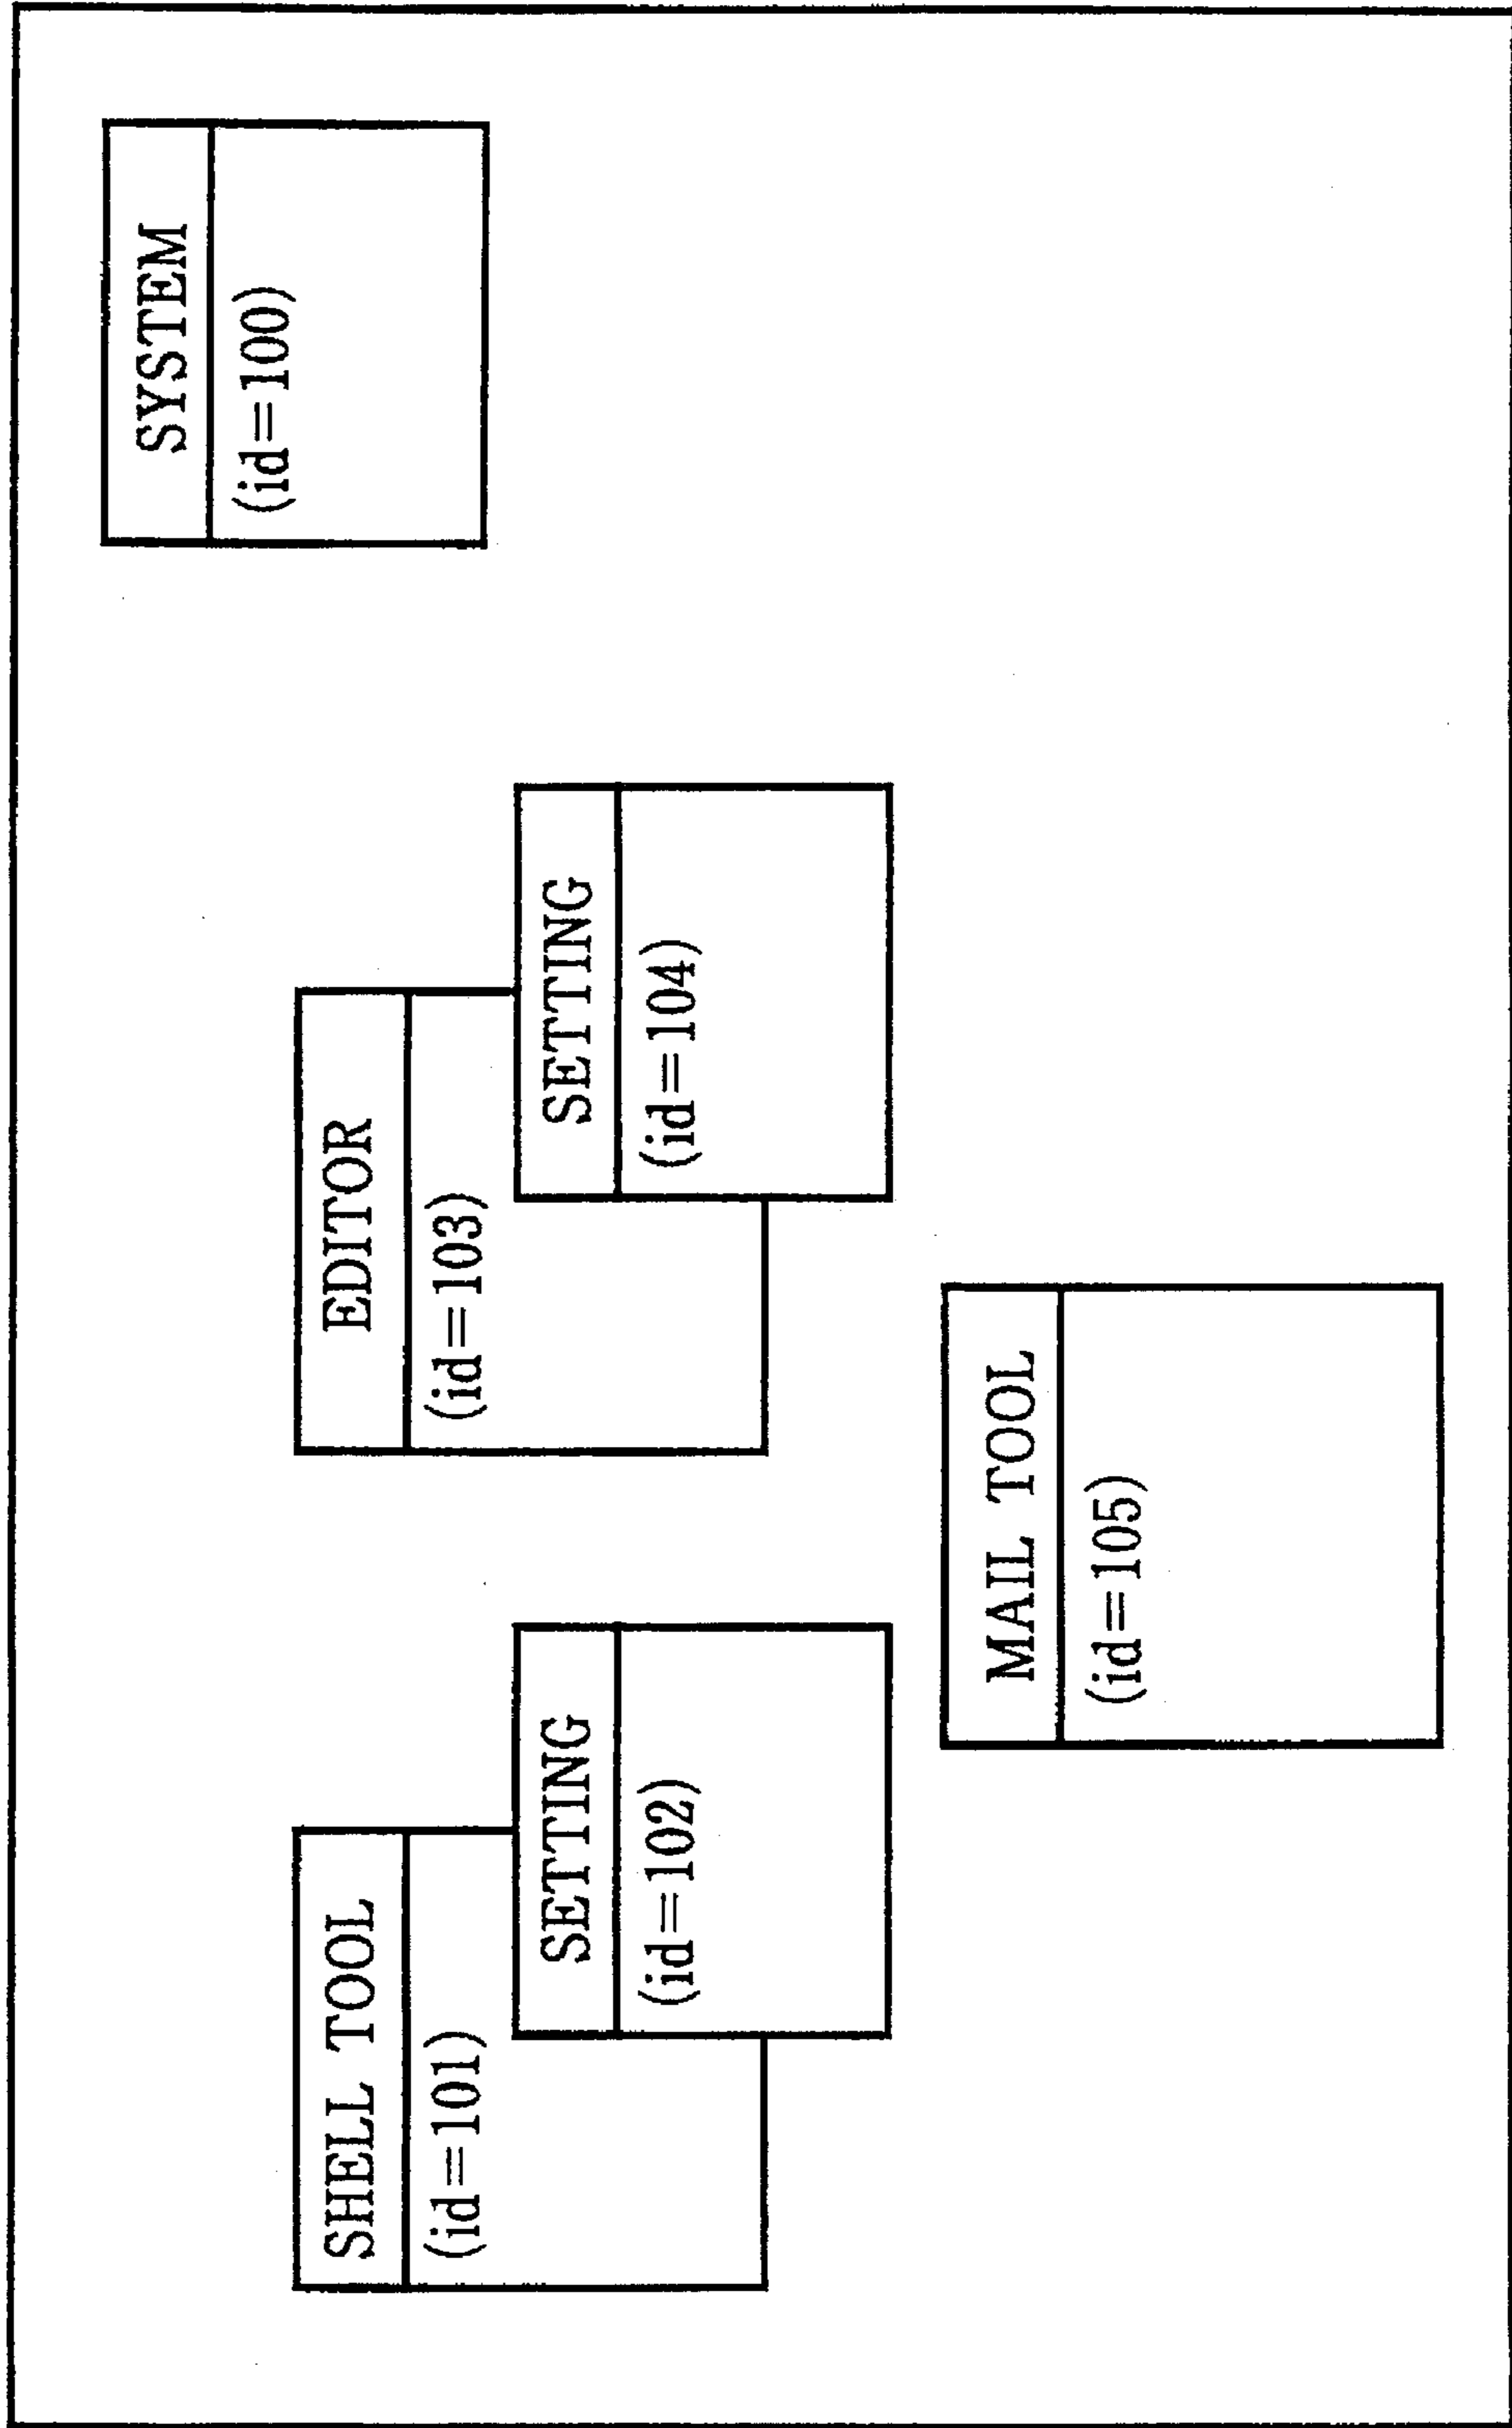 SYSTEM
(id=100)
SHELL TOOL
(id=101)
EDITOR
(id=103)
SETTING
(id=102)
SETTING
(id=104)
MAIL TOOL
(id=105)